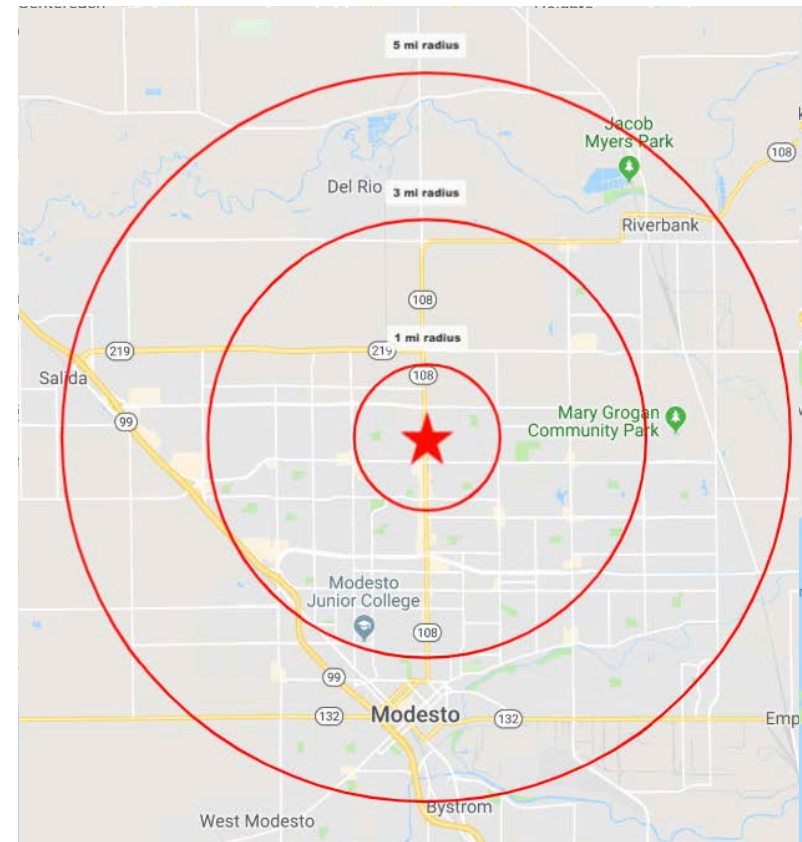 5 mi radius
Jacob
Myers Park
108
Del Rio
3 mi radius
Riverbank
108
1 mi radius
219
219
108
Salida
99
Mary Grogan
Community Park
Modesto
Junior College
108
99
132
Modesto
132
Emp
West Modesto
Bystrom